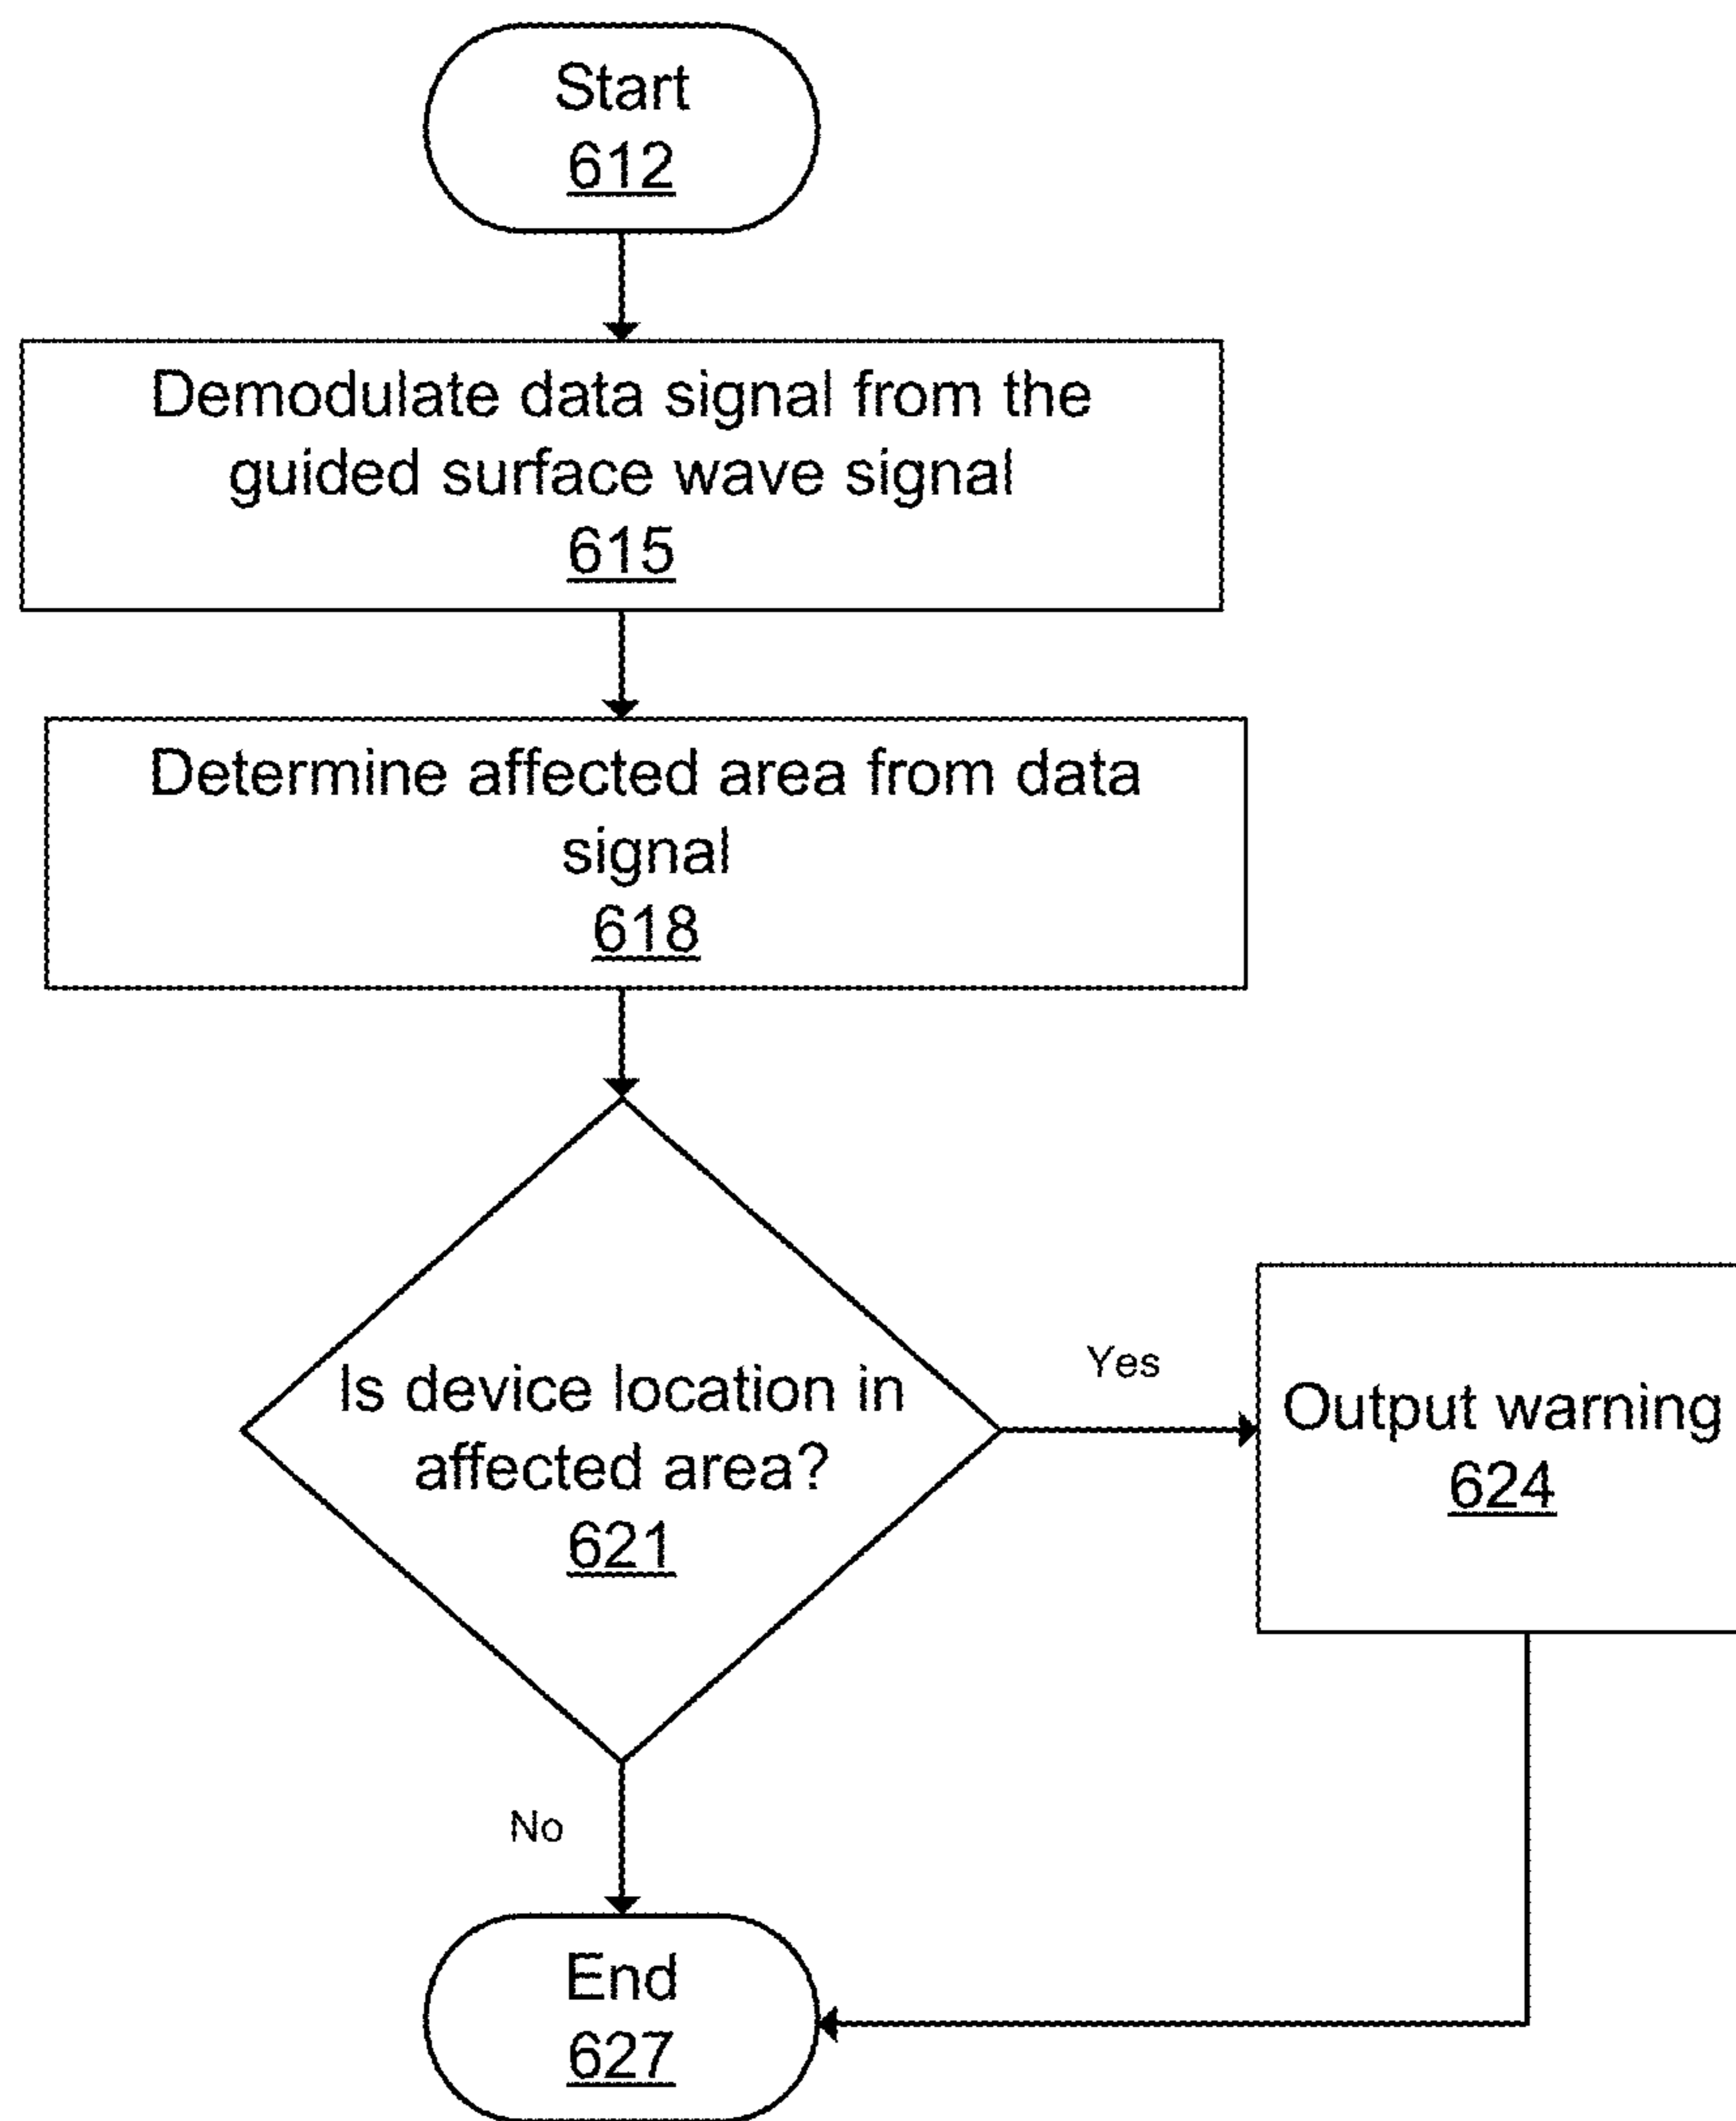 Start
612
Demodulate data signal from the
guided surface wave signal
615
Determine affected area from data
signal
618
Is device location in
affected area?
621
Yes
Output warning
624
No
End
627